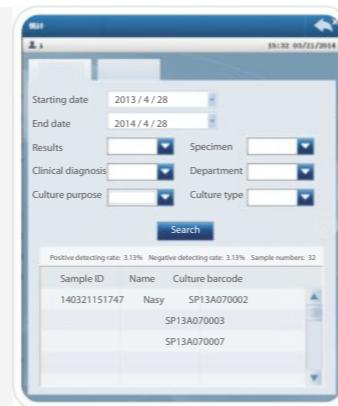 1
15:32 03/21/2014
Starting date 2013 / 4 / 28
End date 2014 / 4 / 28
Results Specimen
Clinical diagnosis Department
Culture purpose Culture type
Search
Positive detecting rate: 3.13% Negative detecting rate: 3.13% Sample numbers: 32
Sample ID Name Culture barcode
140321151747 Nasy SP13A070002
SP13A070003
SP13A070007